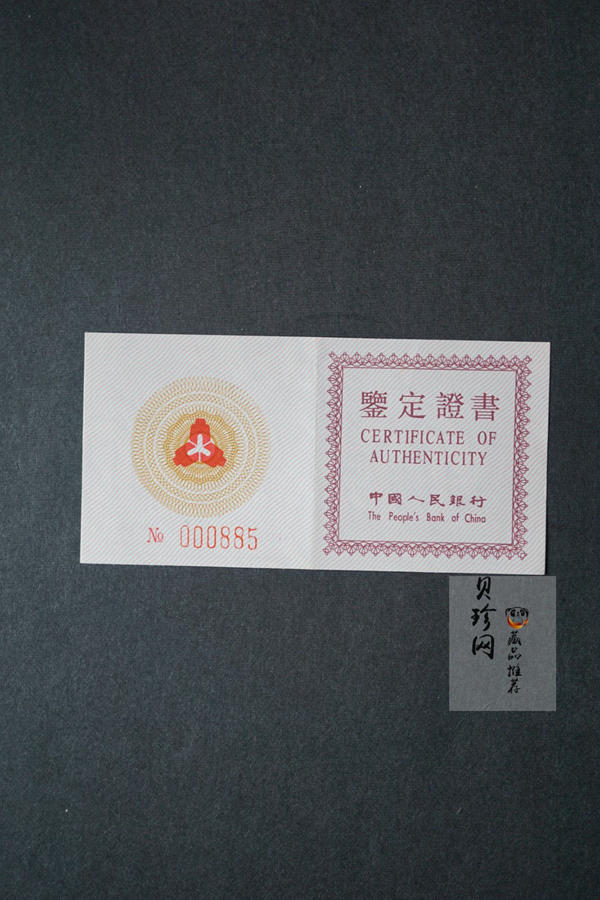 № 000885
鑒定證書
CERTIFICATE OF
AUTHENTICITY
中國人民銀行
The People's Bank of China
贝珍网
藏品推荐